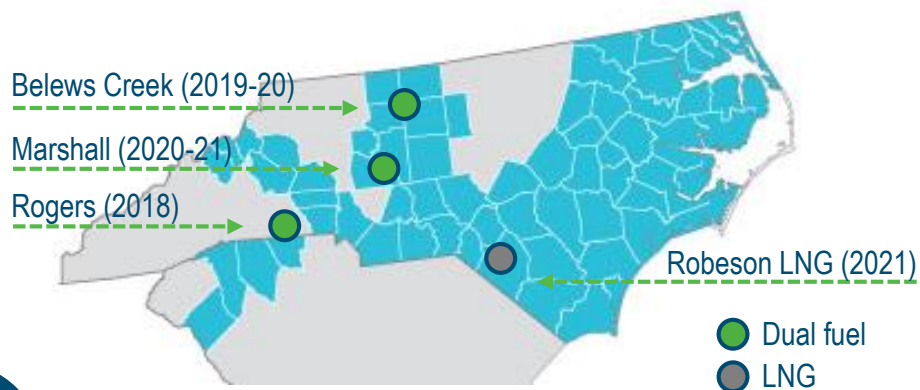 Belews Creek (2019-20)
Marshall (2020-21)
Rogers (2018)
Robeson LNG (2021)
Dual fuel
LNG